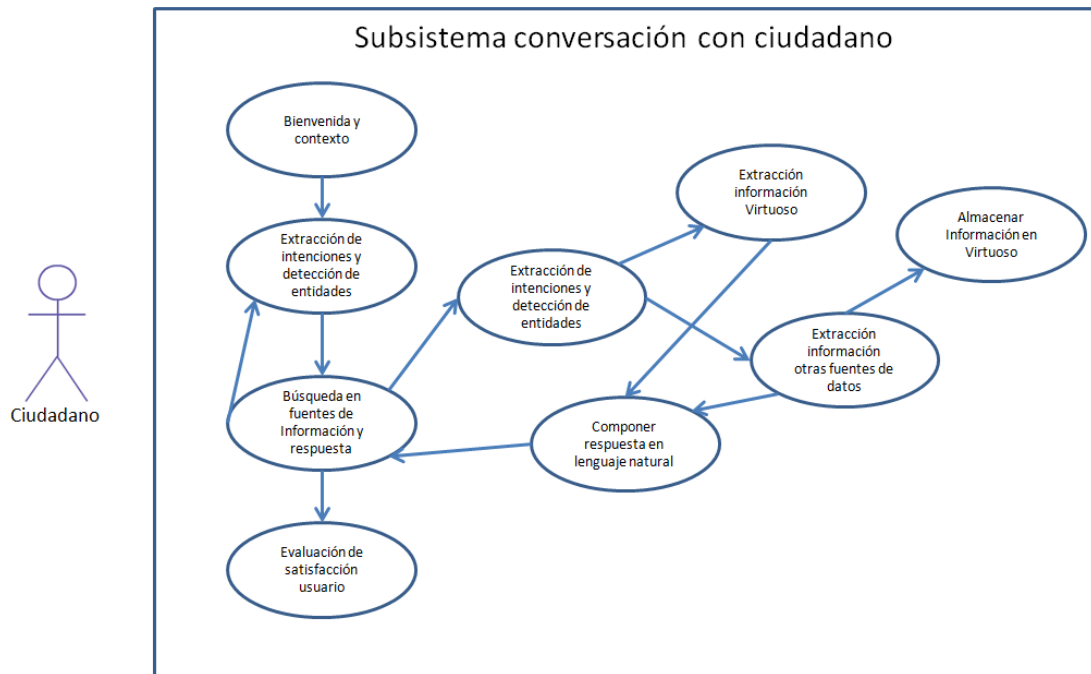 Subsistema conversación con ciudadano
Bienvenida y
contexto
Extracción de
intenciones y
detección de
entidades
Búsqueda en
fuentes de
Información y
respuesta
Evaluación de
satisfacción
usuario
Extracción de
intenciones y
detección de
entidades
Extracción
información
Virtuoso
Almacenar
Información en
Virtuoso
Extracción
información
otras fuentes de
datos
Componer
respuesta en
lenguaje natural
Ciudadano